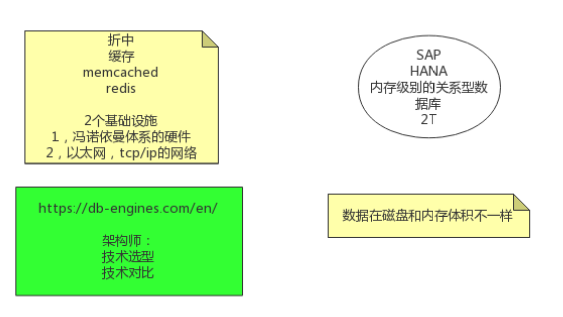 折中
缓存
memcached
redis
2个基础设施
1，冯诺依曼体系的硬件
2，以太网，tcp/ip的网络
SAP
HANA
内存级别的关系型数
据库
2T
https://db-engines.com/en/
架构师：
技术选型
技术对比
数据在磁盘和内存体积不一样